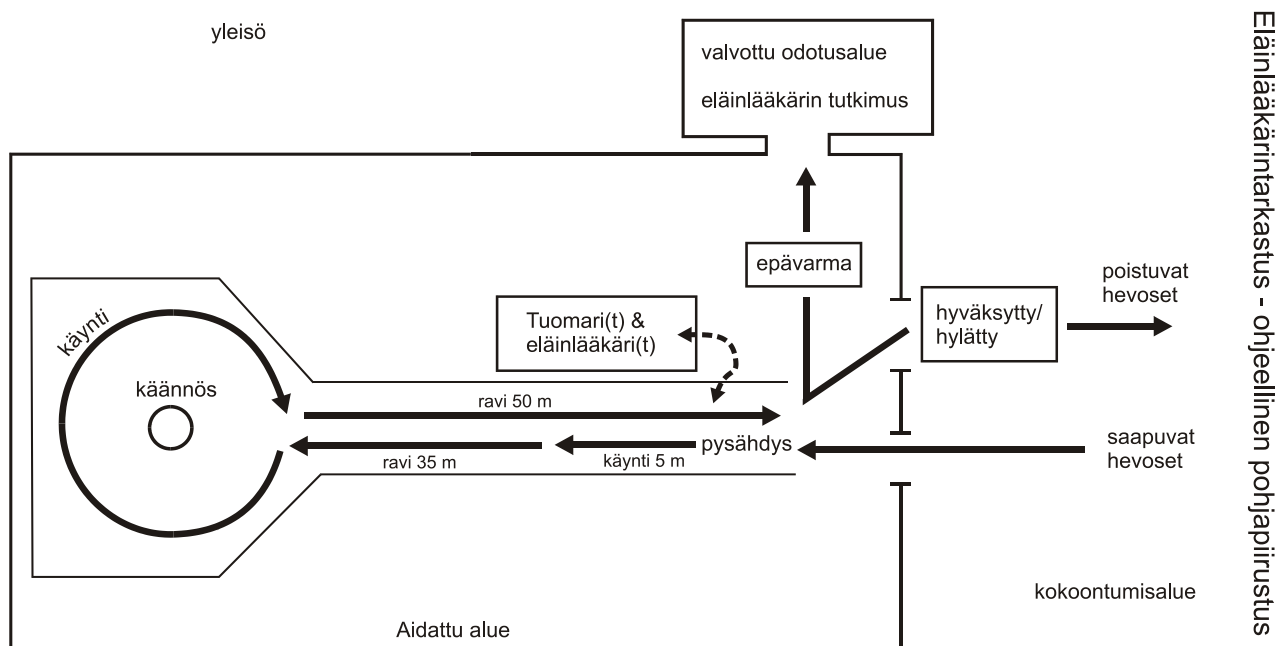 yleisö
valvottu odotusalue
eläinlääkärin tutkimus
Eläinlääkärintarkastus - ohjeellinen pohjapiirustus
epävarma
poistuvat
hevoset
hyväksytty/
hylätty
Tuomari(t) &
eläinlääkäri(t)
käynti
käännös
ravi 50 m
pysähdys
ravi 35 m
käynti 5 m
saapuvat
hevoset
kokoontumisalue
Aidattu alue